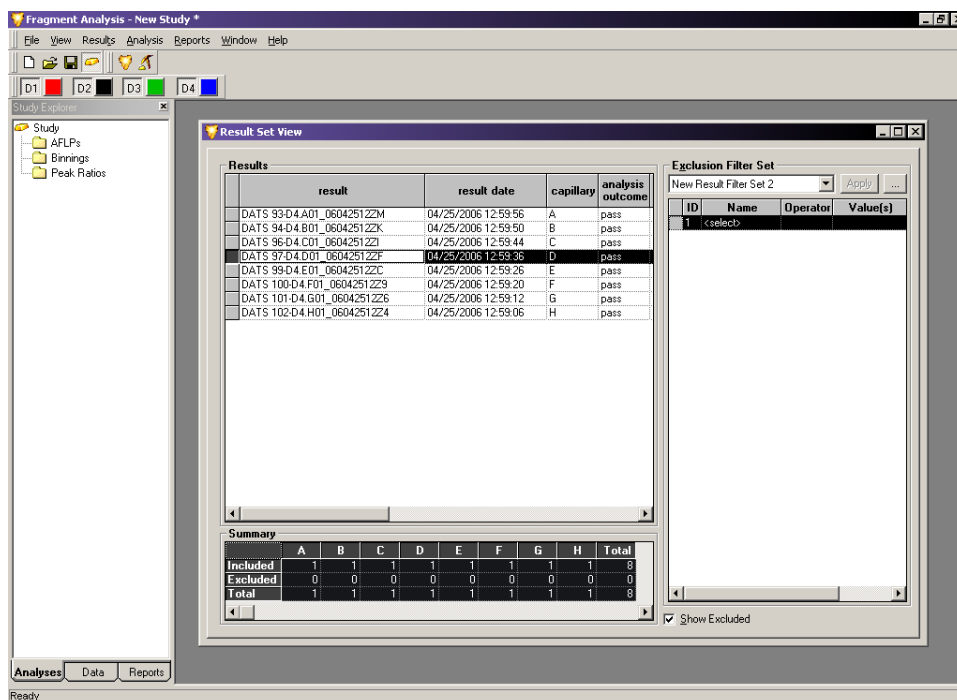 Fragment Analysis - New Study *
File View Results Analysis Reports Window Help
D1 D2 D3 D4
Study Explorer
Study
AFLPs
Binnings
Peak Ratios
Result Set View
Results
result result date capillary analysis outcome
DATS 93-D4.A01_06042512ZM 04/25/2006 12:59:56 A pass
DATS 94-D4.B01_06042512ZK 04/25/2006 12:59:50 B pass
DATS 96-D4.C01_06042512ZI 04/25/2006 12:59:44 C pass
DATS 97-D4.D01_06042512ZF 04/25/2006 12:59:36 D pass
DATS 99-D4.E01_06042512ZC 04/25/2006 12:59:26 E pass
DATS 100-D4.F01_06042512Z9 04/25/2006 12:59:20 F pass
DATS 101-D4.G01_06042512Z6 04/25/2006 12:59:12 G pass
DATS 102-D4.H01_06042512Z4 04/25/2006 12:59:06 H pass
Summary
A B C D E F G H Total
Included 1 1 1 1 1 1 1 1 8
Excluded 0 0 0 0 0 0 0 0 0
Total 1 1 1 1 1 1 1 1 8
Exclusion Filter Set
New Result Filter Set 2 Apply ...
ID Name Operator Value(s)
1 <select>
Show Excluded
Analyses Data Reports
Ready